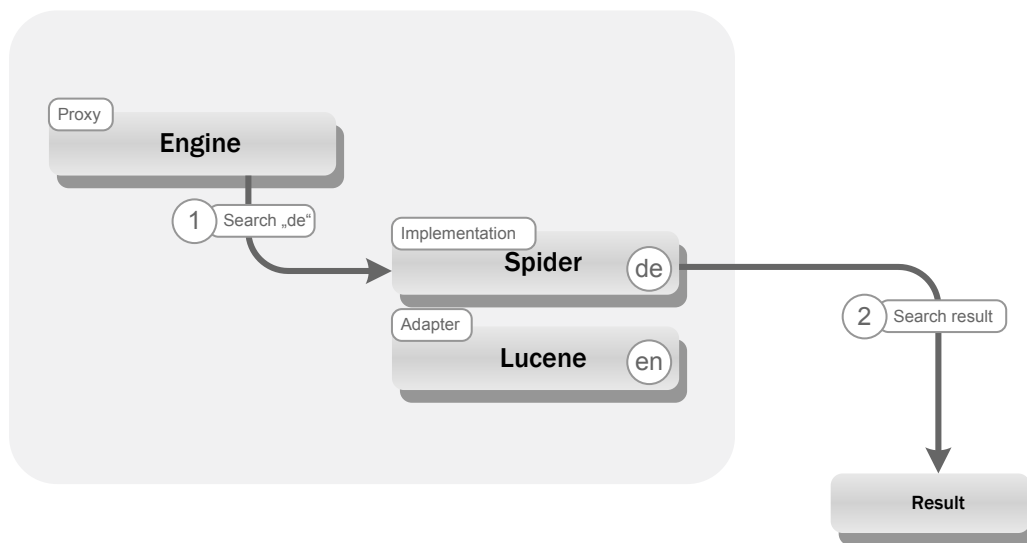 Proxy
Engine
1
Search „de“
Implementation
Spider
de
Adapter
Lucene
en
2
Search result
Result